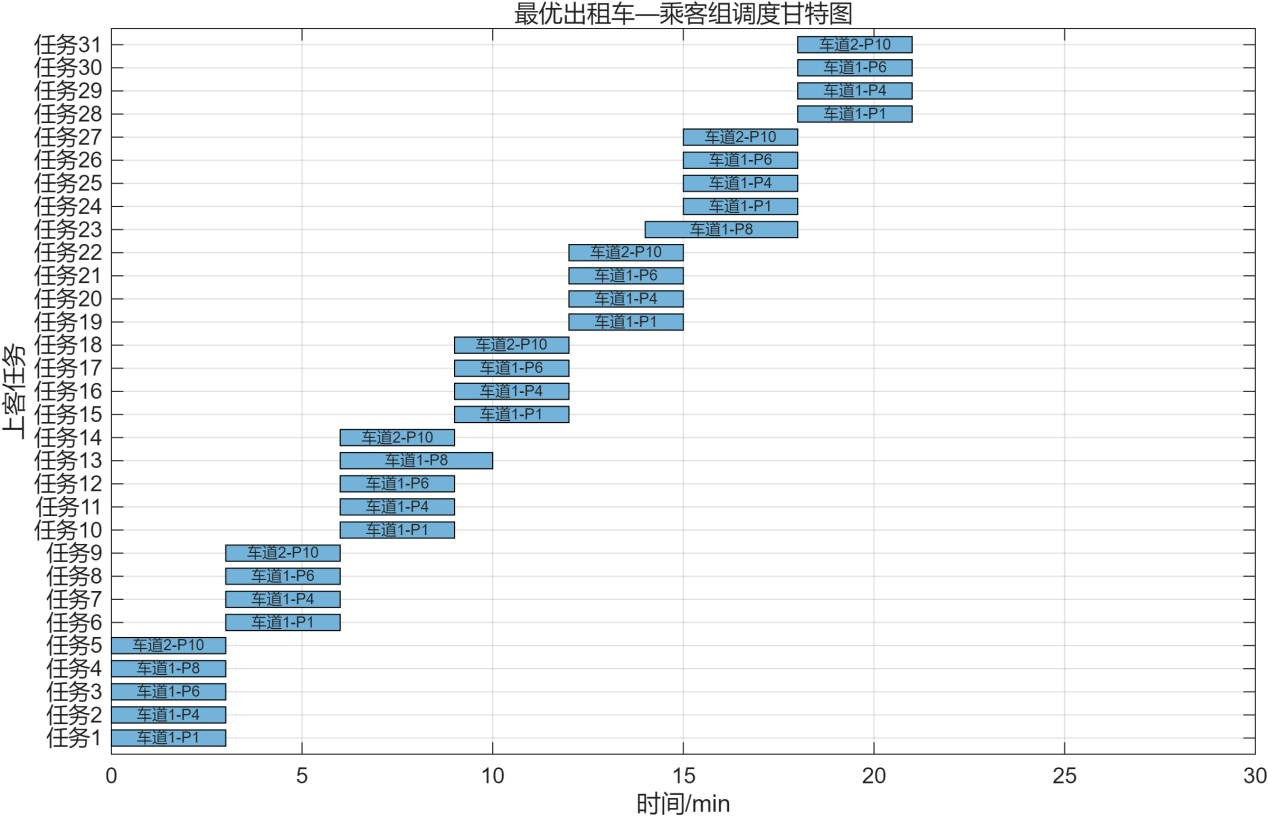 最优出租车—乘客组调度甘特图
任务31 车道2-P10
任务30 车道1-P6
任务29 车道1-P4
任务28 车道1-P1
任务27 车道2-P10
任务26 车道1-P6
任务25 车道1-P4
任务24 车道1-P1
任务23 车道1-P8
任务22 车道2-P10
任务21 车道1-P6
任务20 车道1-P4
任务19 车道1-P1
任务18 车道2-P10
任务17 车道1-P6
任务16 车道1-P4
任务15 车道1-P1
任务14 车道2-P10
任务13 车道1-P8
任务12 车道1-P6
任务11 车道1-P4
任务10 车道1-P1
任务9 车道2-P10
任务8 车道1-P6
任务7 车道1-P4
任务6 车道1-P1
任务5 车道2-P10
任务4 车道1-P8
任务3 车道1-P6
任务2 车道1-P4
任务1 车道1-P1
上客任务
0 5 10 15 20 25 30
时间/min